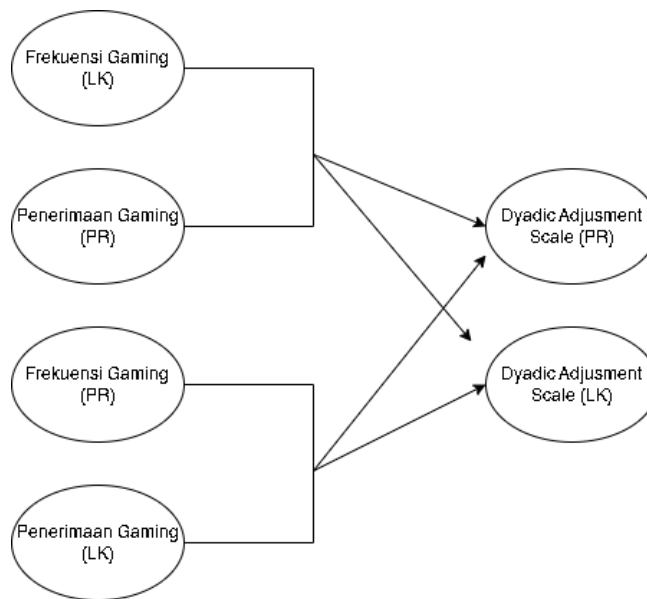 Frekuensi Gaming
(LK)
Penerimaan Gaming
(PR)
Dyadic Adjusment
Scale (PR)
Frekuensi Gaming
(PR)
Dyadic Adjusment
Scale (LK)
Penerimaan Gaming
(LK)